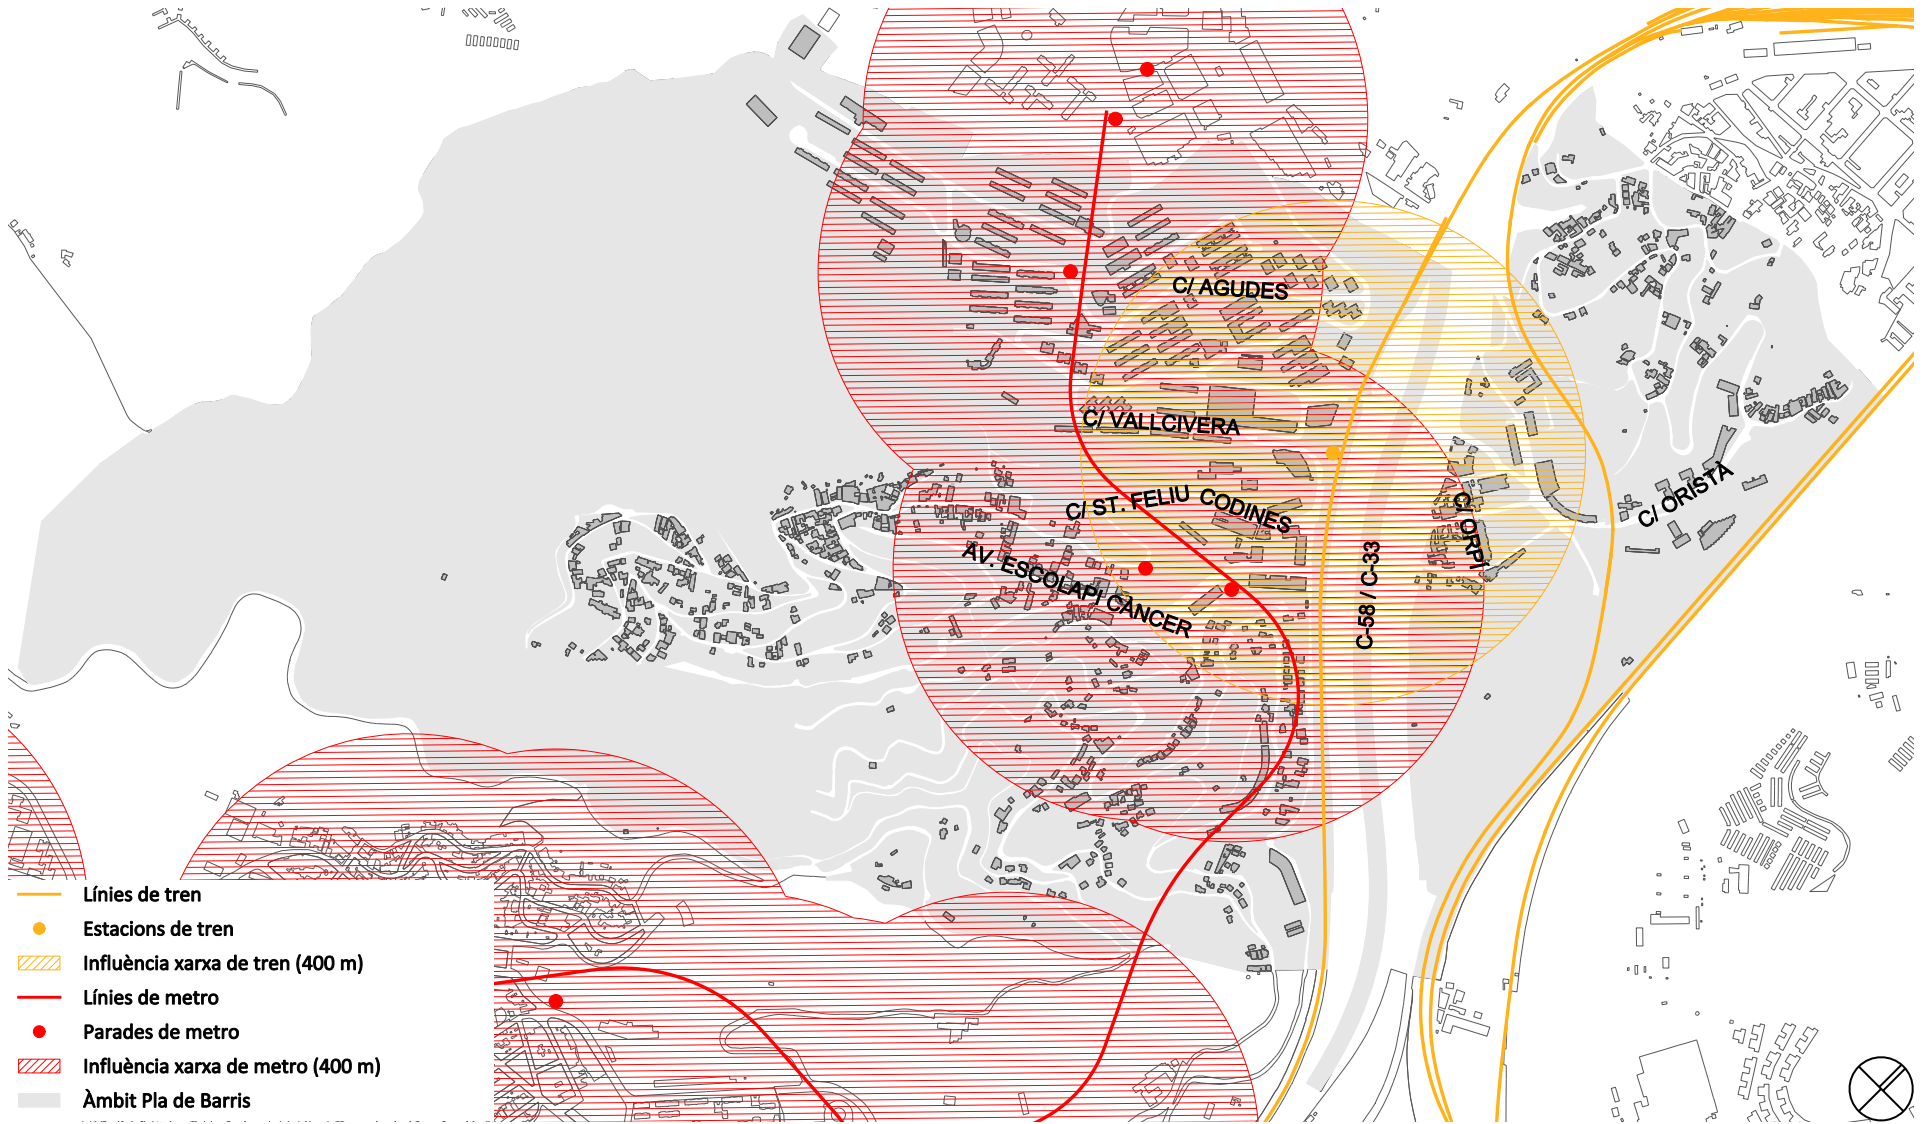 C/ AGUDES
C/ VALLCIVERA
C/ ST. FELIU CODINES
AV. ESCOLAPI CÀNCER
C-58 / C-33
C/ ORPÍ
C/ ORISTÀ
Línies de tren
Estacions de tren
Influència xarxa de tren (400 m)
Línies de metro
Parades de metro
Influència xarxa de metro (400 m)
Àmbit Pla de Barris